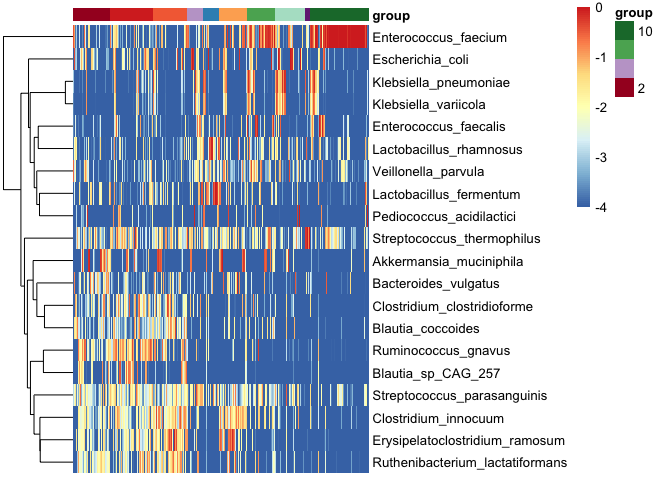 group
Enterococcus_faecium
Escherichia_coli
Klebsiella_pneumoniae
Klebsiella_variicola
Enterococcus_faecalis
Lactobacillus_rhamnosus
Veillonella_parvula
Lactobacillus_fermentum
Pediococcus_acidilactici
Streptococcus_thermophilus
Akkermansia_muciniphila
Bacteroides_vulgatus
Clostridium_clostridioforme
Blautia_coccoides
Ruminococcus_gnavus
Blautia_sp_CAG_257
Streptococcus_parasanguinis
Clostridium_innocuum
Erysipelatoclostridium_ramosum
Ruthenibacterium_lactatiformans
0
-1
-2
-3
-4
group
10
2